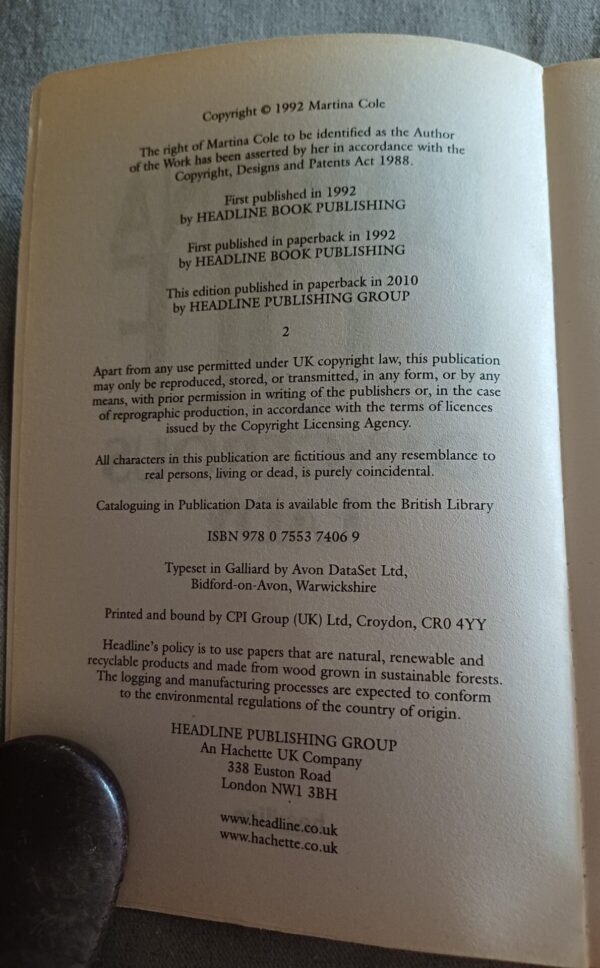 Copyright © 1992 Martina Cole
The right of Martina Cole to be identified as the Author
of the Work has been asserted by her in accordance with the
Copyright, Designs and Patents Act 1988.
First published in 1992
by HEADLINE BOOK PUBLISHING
First published in paperback in 1992
by HEADLINE BOOK PUBLISHING
This edition published in paperback in 2010
by HEADLINE PUBLISHING GROUP
2
Apart from any use permitted under UK copyright law, this publication
may only be reproduced, stored, or transmitted, in any form, or by any
means, with prior permission in writing of the publishers or, in the case
of reprographic production, in accordance with the terms of licences
issued by the Copyright Licensing Agency.
All characters in this publication are fictitious and any resemblance to
real persons, living or dead, is purely coincidental.
Cataloguing in Publication Data is available from the British Library
ISBN 978 0 7553 7406 9
Typeset in Galliard by Avon DataSet Ltd,
Bidford-on-Avon, Warwickshire
Printed and bound by CPI Group (UK) Ltd, Croydon, CR0 4YY
Headline's policy is to use papers that are natural, renewable and
recyclable products and made from wood grown in sustainable forests.
The logging and manufacturing processes are expected to conform
to the environmental regulations of the country of origin.
HEADLINE PUBLISHING GROUP
An Hachette UK Company
338 Euston Road
London NW1 3BH
www.headline.co.uk
www.hachette.co.uk